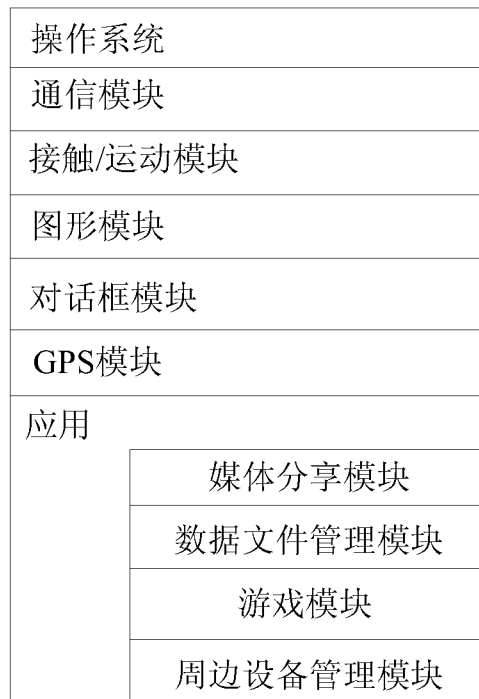 操作系统
通信模块
接触/运动模块
图形模块
对话框模块
GPS模块
应用
媒体分享模块
数据文件管理模块
游戏模块
周边设备管理模块